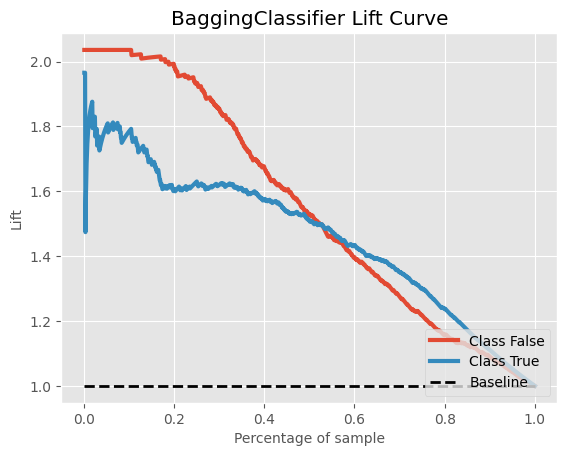 BaggingClassifier Lift Curve
2.0
1.8
1.6
1.4
1.2
1.0
Lift
0.0 0.2 0.4 0.6 0.8 1.0
Percentage of sample
Class False
Class True
Baseline